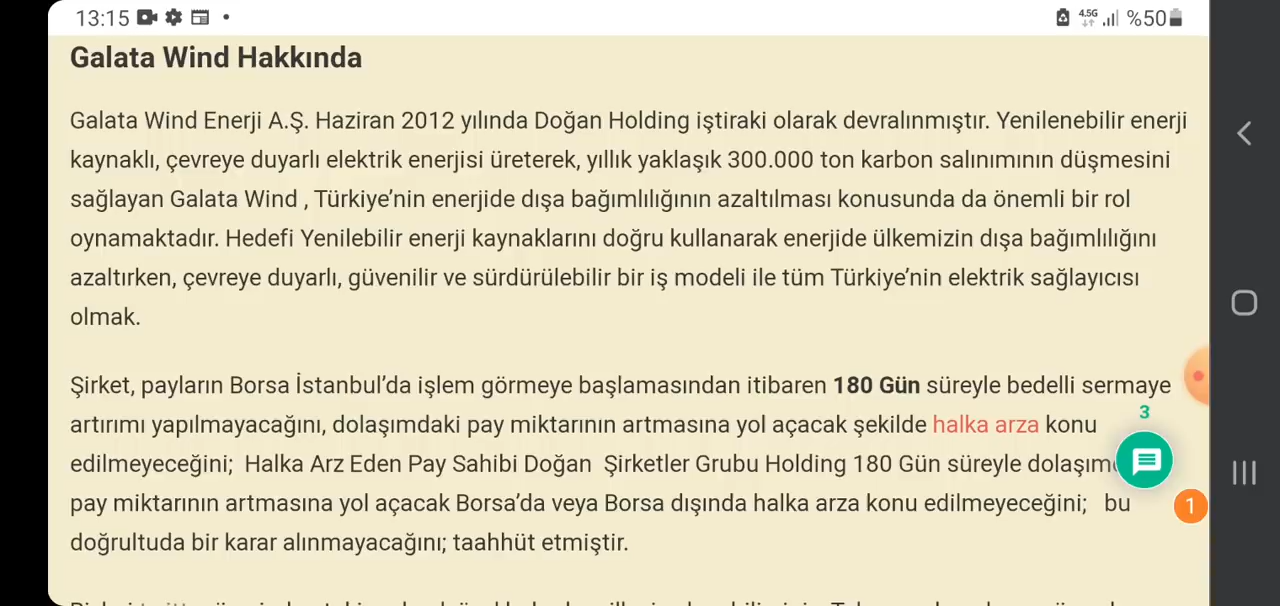 13:15
4.5G
%50
Galata Wind Hakkında
Galata Wind Enerji A.Ş. Haziran 2012 yılında Doğan Holding iştiraki olarak devralınmıştır. Yenilenebilir enerji
kaynaklı, çevreye duyarlı elektrik enerjisi üreterek, yıllık yaklaşık 300.000 ton karbon salınımının düşmesini
sağlayan Galata Wind , Türkiye’nin enerjide dışa bağımlılığının azaltılması konusunda da önemli bir rol
oynamaktadır. Hedefi Yenilebilir enerji kaynaklarını doğru kullanarak enerjide ülkemizin dışa bağımlılığını
azaltırken, çevreye duyarlı, güvenilir ve sürdürülebilir bir iş modeli ile tüm Türkiye’nin elektrik sağlayıcısı
olmak.
Şirket, payların Borsa İstanbul’da işlem görmeye başlamasından itibaren 180 Gün süreyle bedelli sermaye
artırımı yapılmayacağını, dolaşımdaki pay miktarının artmasına yol açacak şekilde halka arza konu
3
edilmeyeceğini; Halka Arz Eden Pay Sahibi Doğan Şirketler Grubu Holding 180 Gün süreyle
pay miktarının artmasına yol açacak Borsa’da veya Borsa dışında halka arza konu edilmeyeceğini; bu
1
doğrultuda bir karar alınmayacağını; taahhüt etmiştir.